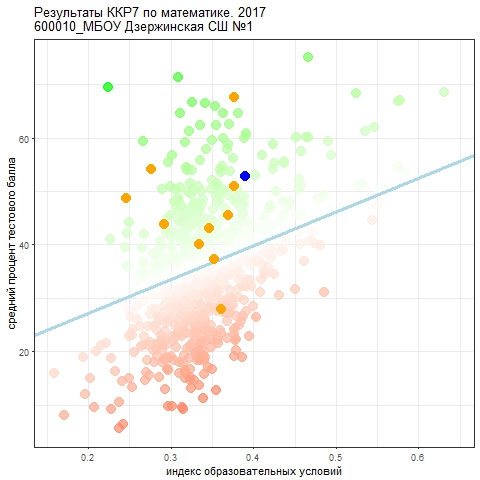 Результаты ККР7 по математике. 2017
600010_МБОУ Дзержинская СШ №1
средний процент тестового балла
60
40
20
0.2 0.3 0.4 0.5 0.6
индекс образовательных условий